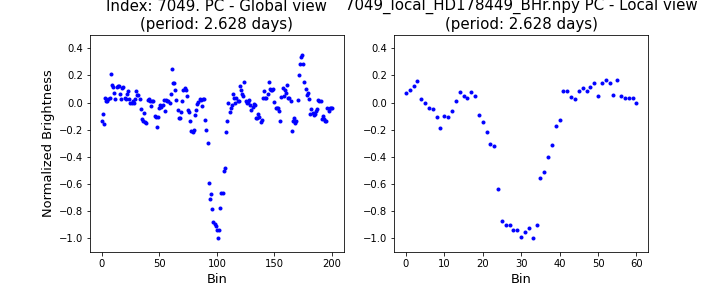 Index: 7049. PC - Global view
(period: 2.628 days)
7049_local_HD178449_BHr.npy PC - Local view
(period: 2.628 days)
Normalized Brightness
0.4
0.2
0.0
−0.2
−0.4
−0.6
−0.8
−1.0
0 50 100 150 200
Bin
0.4
0.2
0.0
−0.2
−0.4
−0.6
−0.8
−1.0
0 10 20 30 40 50 60
Bin